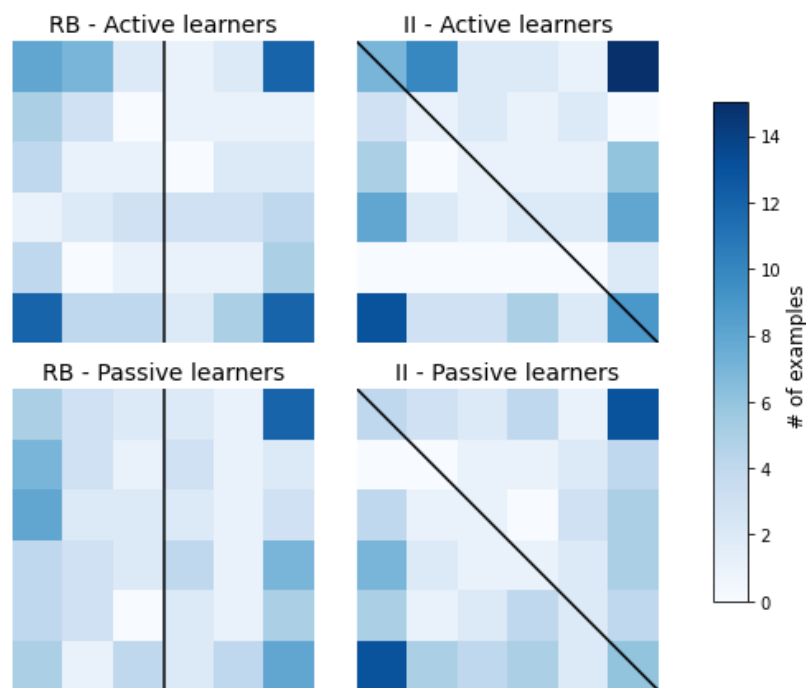 RB - Active learners
II - Active learners
RB - Passive learners
II - Passive learners
14
12
10
8
6
4
2
0
# of examples